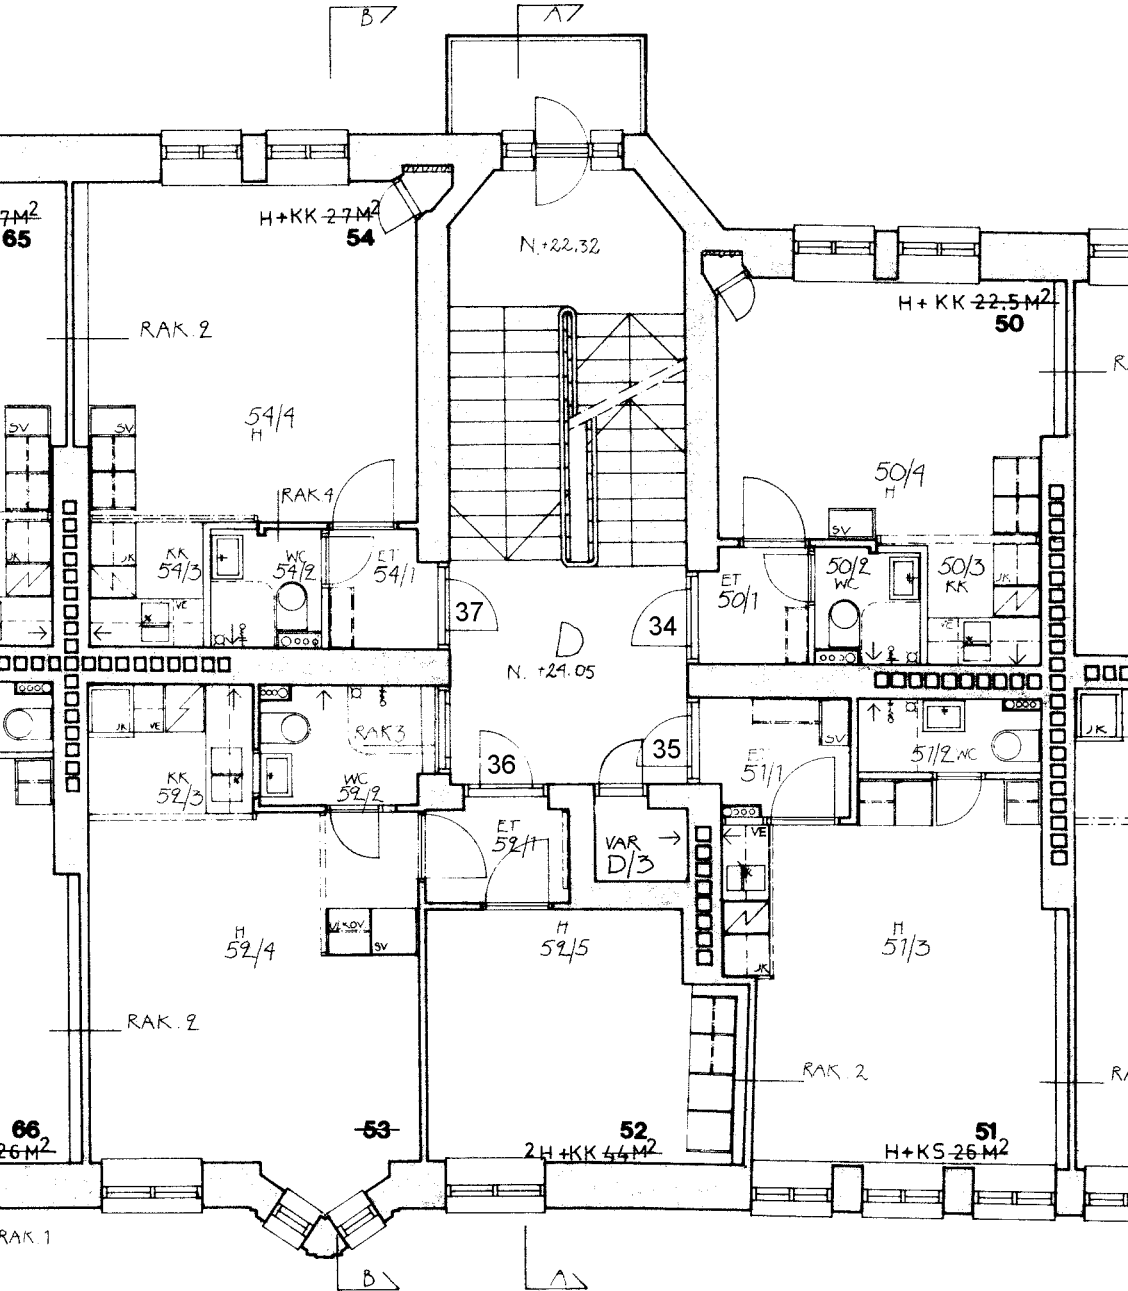 B
A
H+KK 27M²
54
7M²
65
N. +22.32
H + KK 22.5M²
50
RAK. 2
SV
SV
54/4
H
50/4
H
RAK 4
SV
JK
JK
KK
54/3
WC
54/2
ET
54/1
VE
ET
50/1
50/2
WC
50/3
KK
JK
VE
37
34
D
N. +24.05
JK
VE
RAK 3
KK
52/3
WC
52/2
36
35
ET
51/1
SV
51/2 WC
JK
ET
52/1
VAR
D/3
VE
JK
H
52/4
SV
H
52/5
H
51/3
RAK. 2
RAK. 2
66
26M²
53
52
2H+KK 44M²
51
H+KS 26M²
RAK. 1
B
A